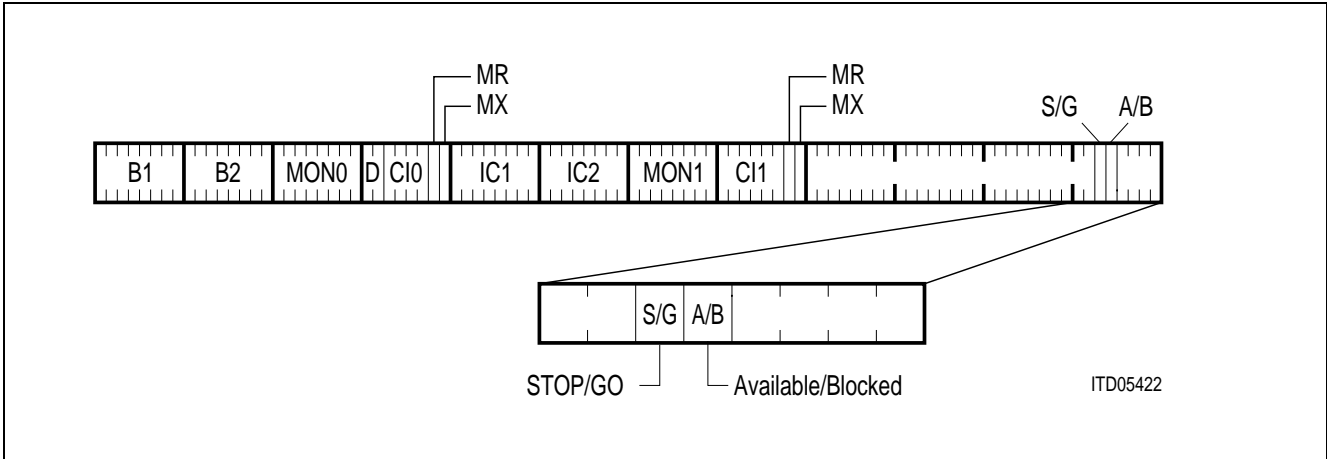 MR MR
MX MX S/G A/B
B1 B2 MON0 D CI0 IC1 IC2 MON1 CI1
S/G A/B
STOP/GO Available/Blocked ITD05422